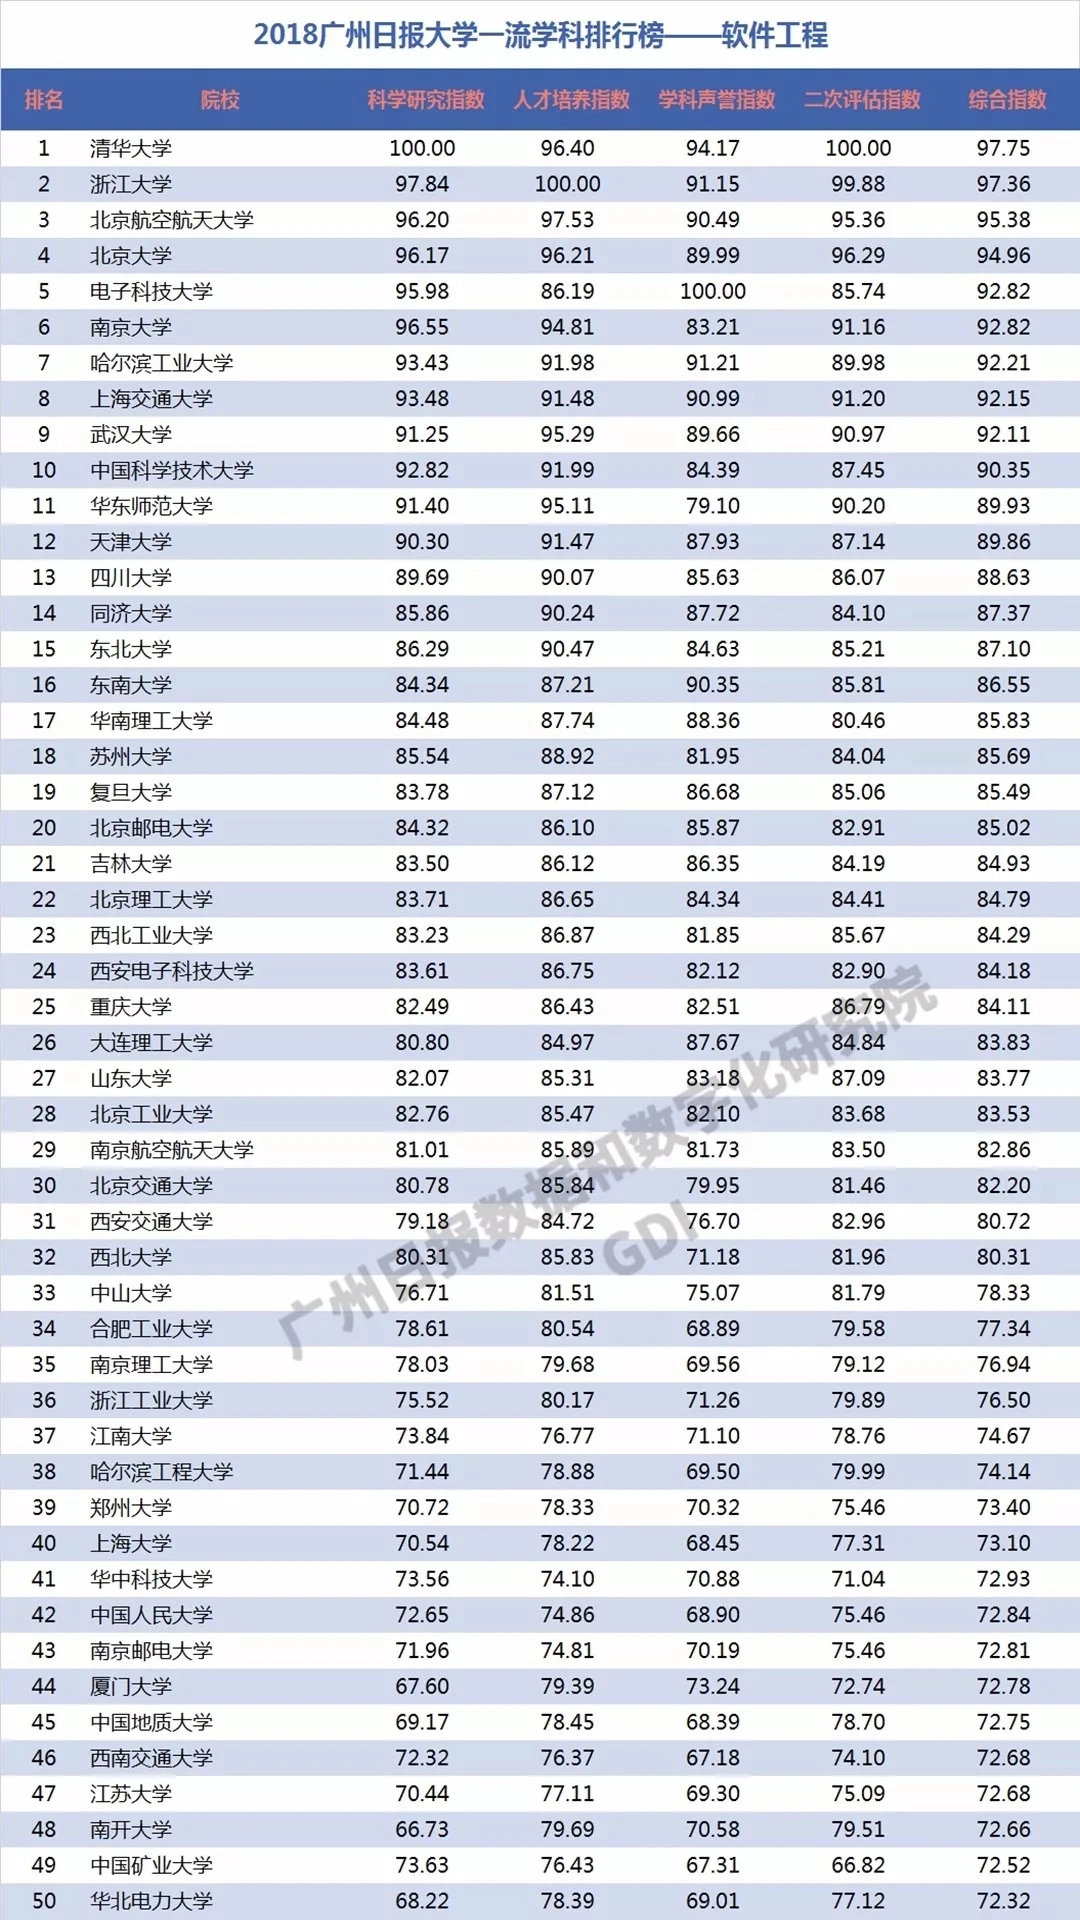 2018广州日报大学一流学科排行榜——软件工程
排名 院校 科学研究指数 人才培养指数 学科声誉指数 二次评估指数 综合指数
1 清华大学 100.00 96.40 94.17 100.00 97.75
2 浙江大学 97.84 100.00 91.15 99.88 97.36
3 北京航空航天大学 96.20 97.53 90.49 95.36 95.38
4 北京大学 96.17 96.21 89.99 96.29 94.96
5 电子科技大学 95.98 86.19 100.00 85.74 92.82
6 南京大学 96.55 94.81 83.21 91.16 92.82
7 哈尔滨工业大学 93.43 91.98 91.21 89.98 92.21
8 上海交通大学 93.48 91.48 90.99 91.20 92.15
9 武汉大学 91.25 95.29 89.66 90.97 92.11
10 中国科学技术大学 92.82 91.99 84.39 87.45 90.35
11 华东师范大学 91.40 95.11 79.10 90.20 89.93
12 天津大学 90.30 91.47 87.93 87.14 89.86
13 四川大学 89.69 90.07 85.63 86.07 88.63
14 同济大学 85.86 90.24 87.72 84.10 87.37
15 东北大学 86.29 90.47 84.63 85.21 87.10
16 东南大学 84.34 87.21 90.35 85.81 86.55
17 华南理工大学 84.48 87.74 88.36 80.46 85.83
18 苏州大学 85.54 88.92 81.95 84.04 85.69
19 复旦大学 83.78 87.12 86.68 85.06 85.49
20 北京邮电大学 84.32 86.10 85.87 82.91 85.02
21 吉林大学 83.50 86.12 86.35 84.19 84.93
22 北京理工大学 83.71 86.65 84.34 84.41 84.79
23 西北工业大学 83.23 86.87 81.85 85.67 84.29
24 西安电子科技大学 83.61 86.75 82.12 82.90 84.18
25 重庆大学 82.49 86.43 82.51 86.79 84.11
26 大连理工大学 80.80 84.97 87.67 84.84 83.83
27 山东大学 82.07 85.31 83.18 87.09 83.77
28 北京工业大学 82.76 85.47 82.10 83.68 83.53
29 南京航空航天大学 81.01 85.89 81.73 83.50 82.86
30 北京交通大学 80.78 85.84 79.95 81.46 82.20
31 西安交通大学 79.18 84.72 76.70 82.96 80.72
32 西北大学 80.31 85.83 71.18 81.96 80.31
33 中山大学 76.71 81.51 75.07 81.79 78.33
34 合肥工业大学 78.61 80.54 68.89 79.58 77.34
35 南京理工大学 78.03 79.68 69.56 79.12 76.94
36 浙江工业大学 75.52 80.17 71.26 79.89 76.50
37 江南大学 73.84 76.77 71.10 78.76 74.67
38 哈尔滨工程大学 71.44 78.88 69.50 79.99 74.14
39 郑州大学 70.72 78.33 70.32 75.46 73.40
40 上海大学 70.54 78.22 68.45 77.31 73.10
41 华中科技大学 73.56 74.10 70.88 71.04 72.93
42 中国人民大学 72.65 74.86 68.90 75.46 72.84
43 南京邮电大学 71.96 74.81 70.19 75.46 72.81
44 厦门大学 67.60 79.39 73.24 72.74 72.78
45 中国地质大学 69.17 78.45 68.39 78.70 72.75
46 西南交通大学 72.32 76.37 67.18 74.10 72.68
47 江苏大学 70.44 77.11 69.30 75.09 72.68
48 南开大学 66.73 79.69 70.58 79.51 72.66
49 中国矿业大学 73.63 76.43 67.31 66.82 72.52
50 华北电力大学 68.22 78.39 69.01 77.12 72.32
广州日报数据和数字化研究院
GDI